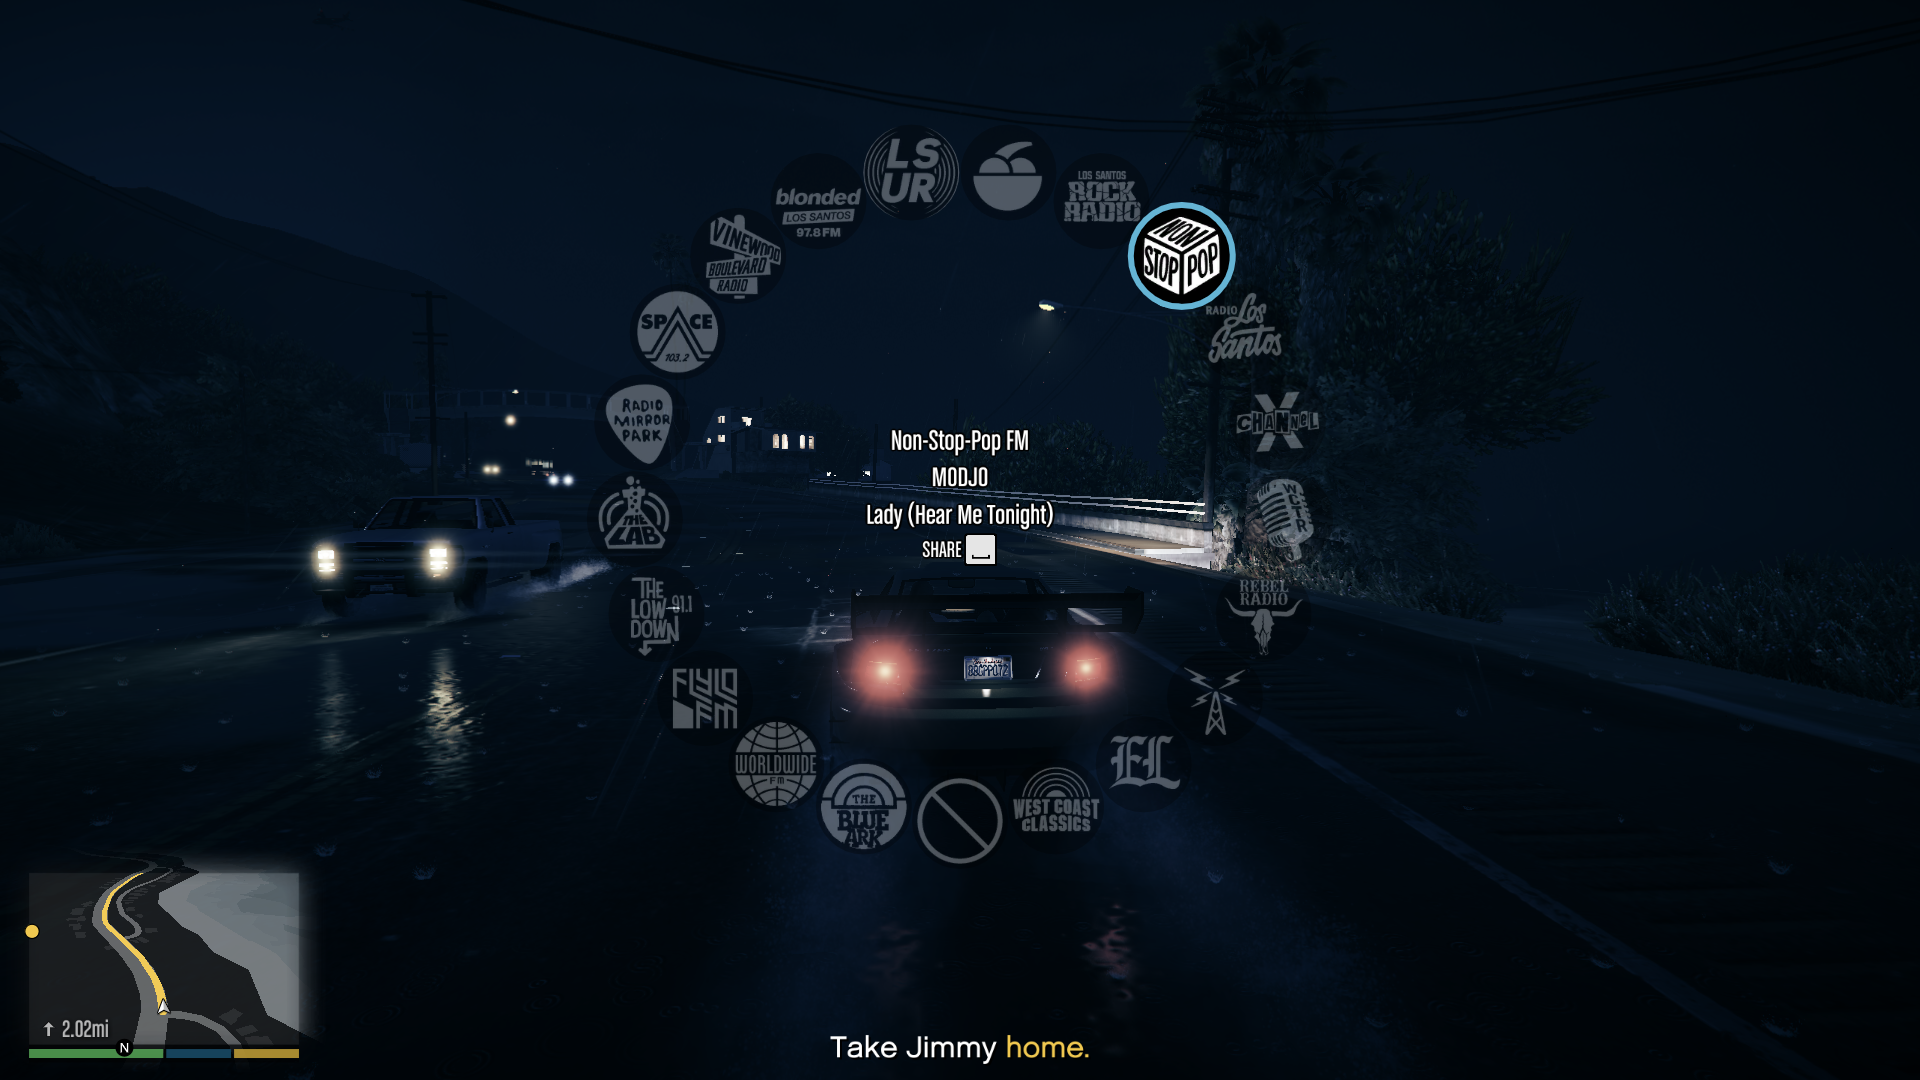 LS
UR
blonded
LOS SANTOS
97.8 FM
LOS SANTOS
ROCK
RADIO
VINEWOOD
BOULEVARD
RADIO
NON
STOP POP
SPACE
103.2
RADIO
Los
Santos
RADIO
MIRROR
PARK
CHANNEL
X
Non-Stop-Pop FM
MODJO
Lady (Hear Me Tonight)
SHARE
THE
LAB
WCTR
THE
LOW
DOWN
91.1
REBEL
RADIO
FLYLO
FM
WORLDWIDE
FM
EL
THE
BLUE
ARK
WEST COAST
CLASSICS
2.02mi
N
Take Jimmy home.